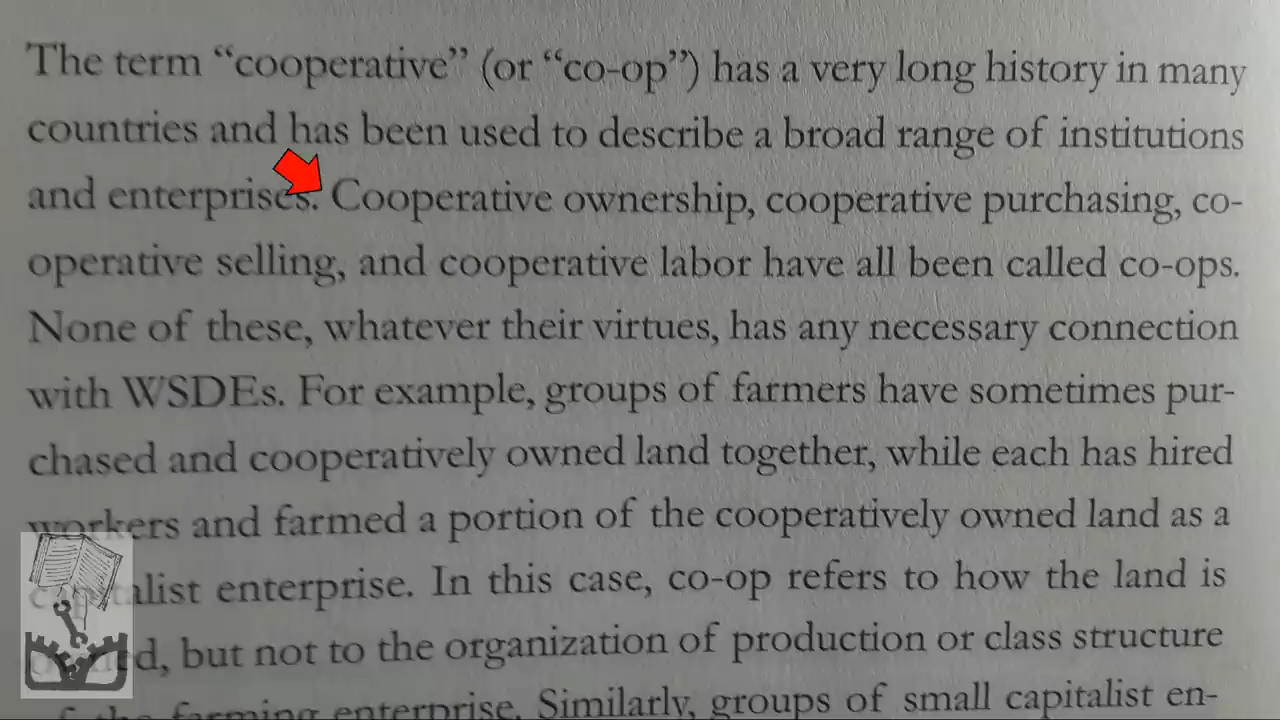 The term “cooperative” (or “co-op”) has a very long history in many
countries and has been used to describe a broad range of institutions
and enterprises. Cooperative ownership, cooperative purchasing, co-
operative selling, and cooperative labor have all been called co-ops.
None of these, whatever their virtues, has any necessary connection
with WSDEs. For example, groups of farmers have sometimes pur-
chased and cooperatively owned land together, while each has hired
workers and farmed a portion of the cooperatively owned land as a
capitalist enterprise. In this case, co-op refers to how the land is
but not to the organization of production or class structure
of the farming enterprise. Similarly, groups of small capitalist en-